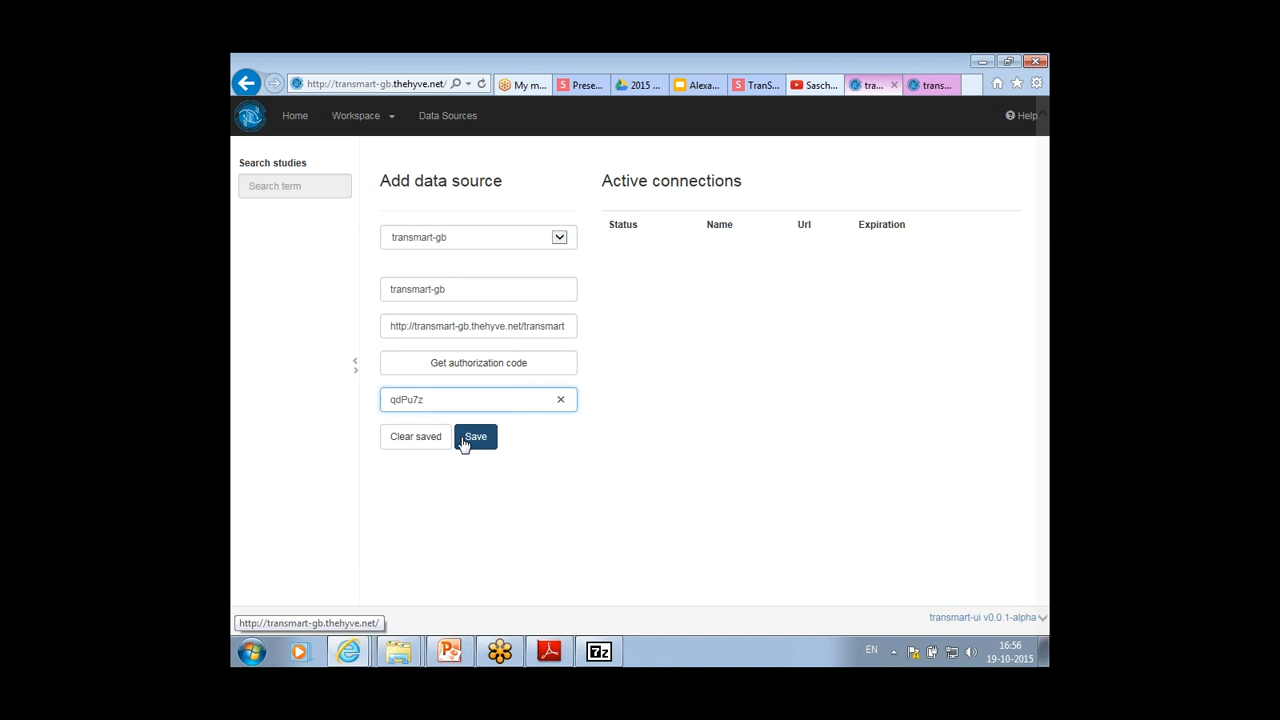 http://transmart-gb.thehyve.net/
My m...
Prese...
2015 ...
Alexa...
TranS...
Sasch...
tra...
trans...
Home
Workspace
Data Sources
Help
Search studies
Search term
Add data source
transmart-gb
transmart-gb
http://transmart-gb.thehyve.net/transmart
Get authorization code
qdPu7z
Clear saved
Save
Active connections
Status
Name
Url
Expiration
transmart-ui v0.0.1-alpha
http://transmart-gb.thehyve.net/
7z
EN
16:56
19-10-2015